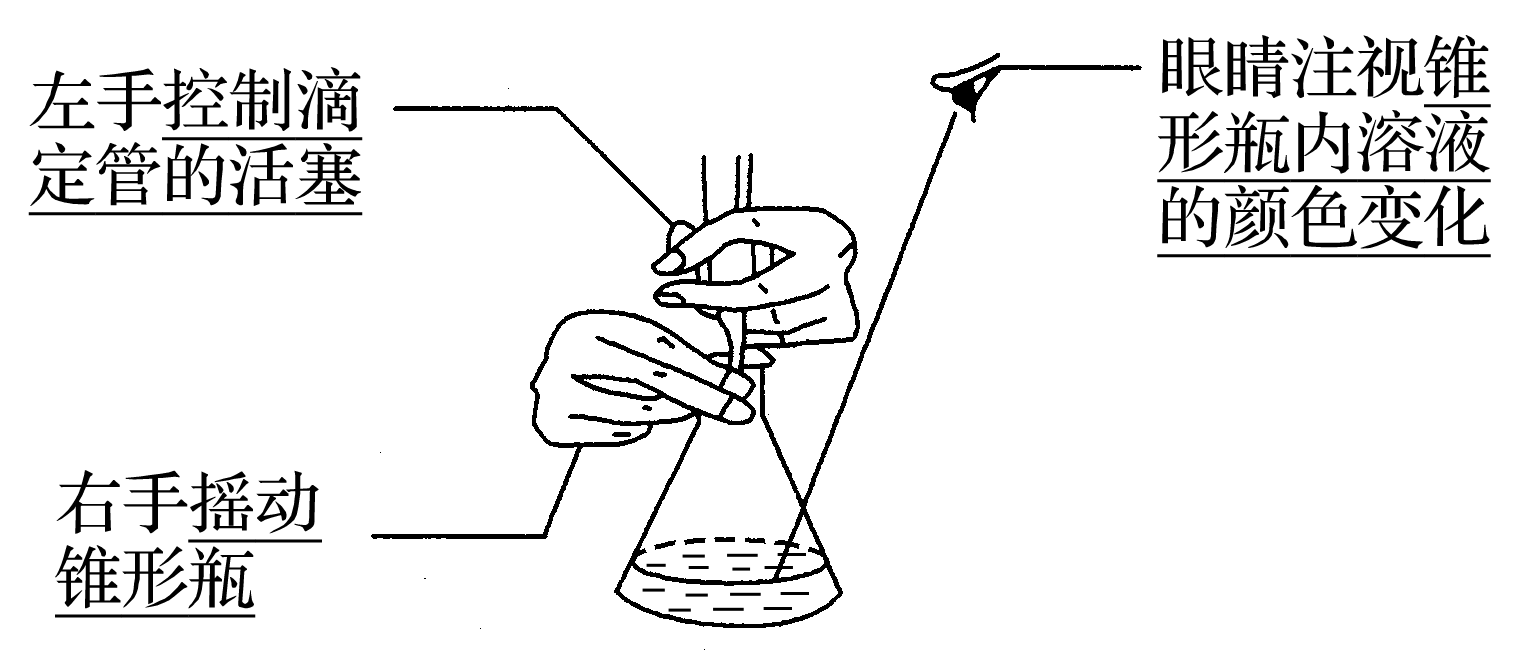 左手控制滴
定管的活塞
眼睛注视锥
形瓶内溶液
的颜色变化
右手摇动
锥形瓶